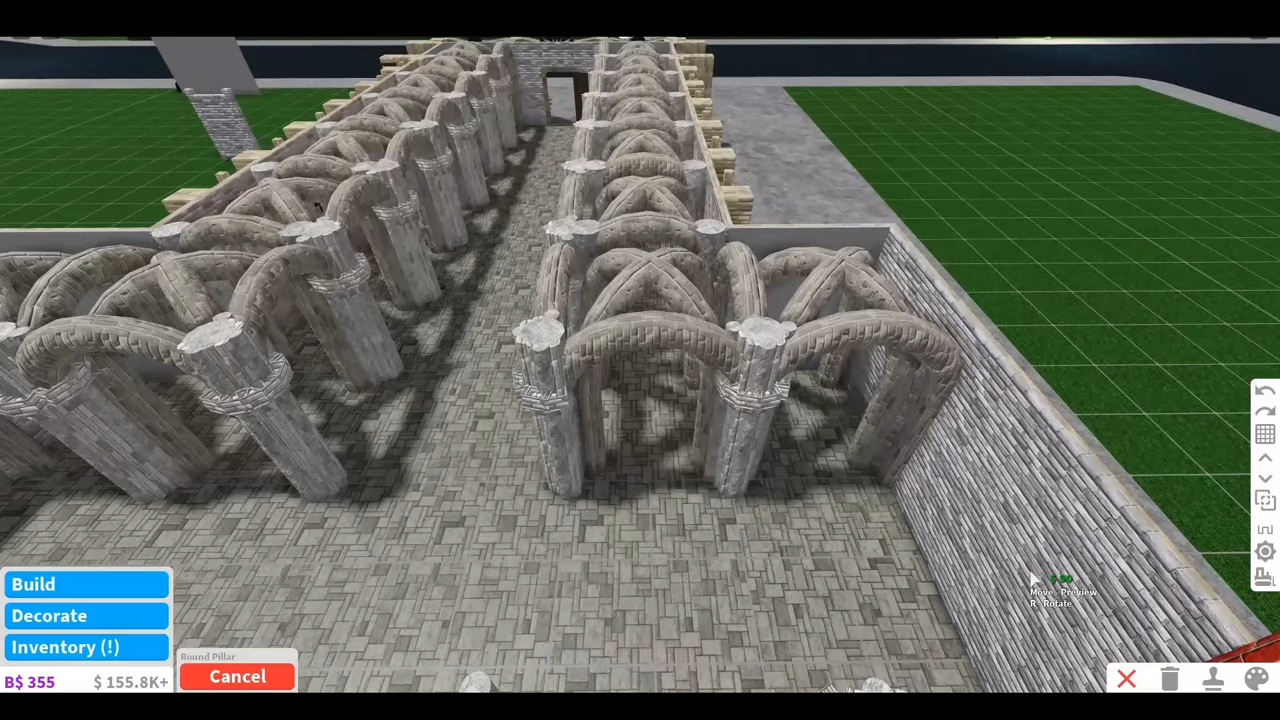 Move - Preview
R - Rotate
Build
Decorate
Inventory (!)
Round Pillar
Cancel
B$ 355 $ 155.8K+